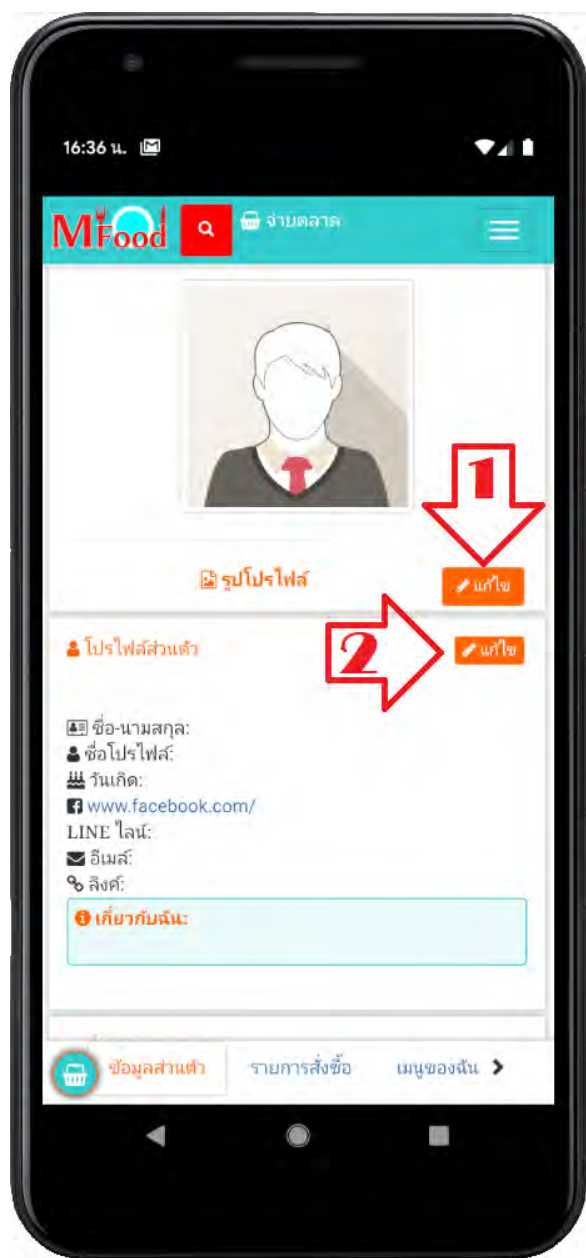 16:36 น.
MFood
จ่ายตลาด
1
รูปโปรไฟล์
แก้ไข
2
โปรไฟล์ส่วนตัว
แก้ไข
ชื่อ-นามสกุล:
ชื่อโปรไฟล์:
วันเกิด:
www.facebook.com/
LINE ไลน์:
อีเมล์:
ลิงค์:
เกี่ยวกับฉัน:
ข้อมูลส่วนตัว รายการสั่งซื้อ เมนูของฉัน